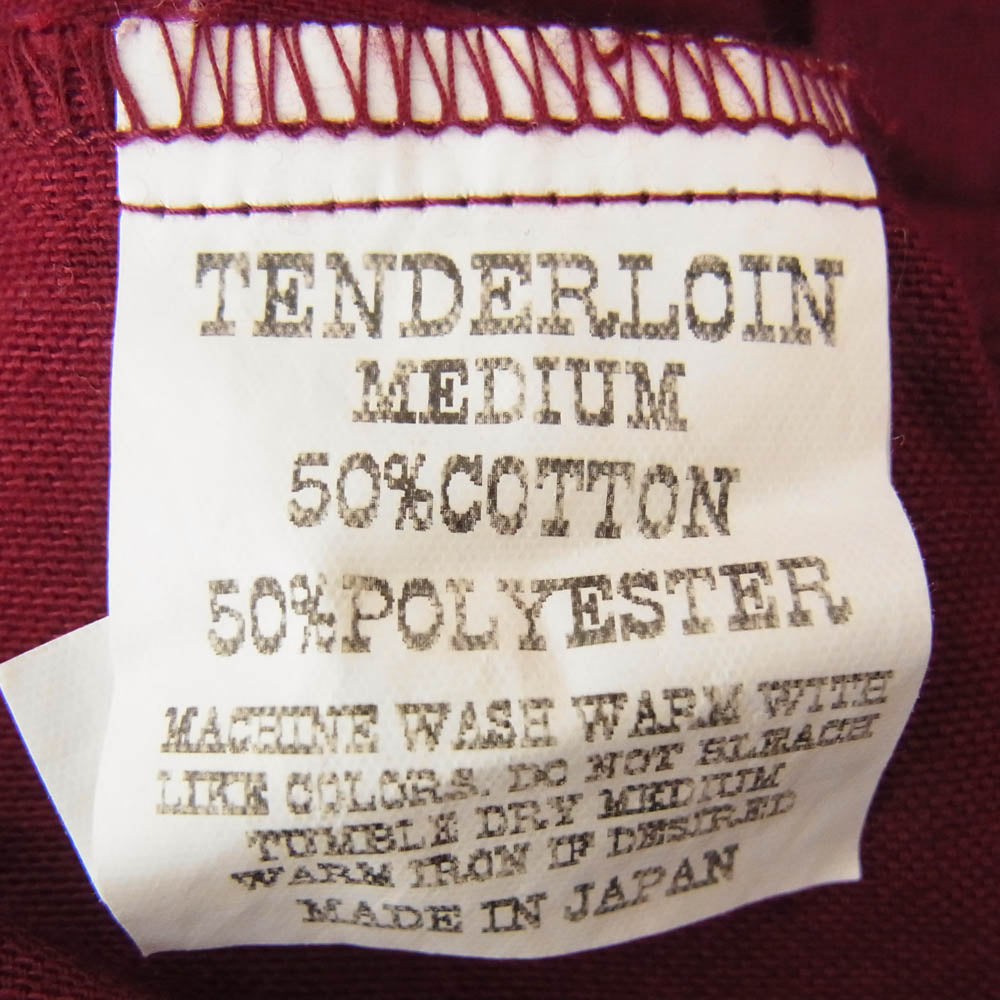 TENDERLOIN
MEDIUM
50%COTTON
50%POLYESTER
MACHINE WASH WARM WITH
LIKE COLORS. DO NOT BLEACH
TUMBLE DRY MEDIUM
WARM IRON IF DESIRED
MADE IN JAPAN